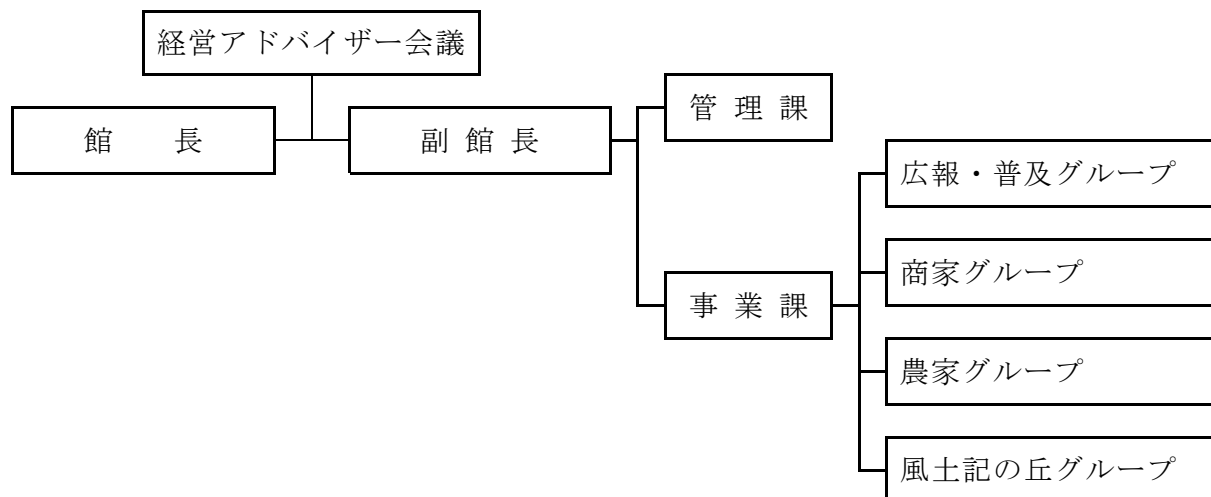 経営アドバイザー会議
館　長
副館長
管理課
事業課
広報・普及グループ
商家グループ
農家グループ
風土記の丘グループ